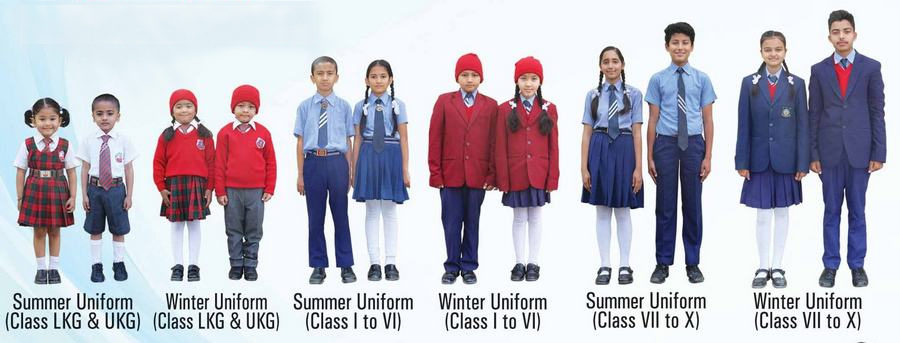 Summer Uniform
(Class LKG & UKG)
Winter Uniform
(Class LKG & UKG)
Summer Uniform
(Class I to VI)
Winter Uniform
(Class I to VI)
Summer Uniform
(Class VII to X)
Winter Uniform
(Class VII to X)